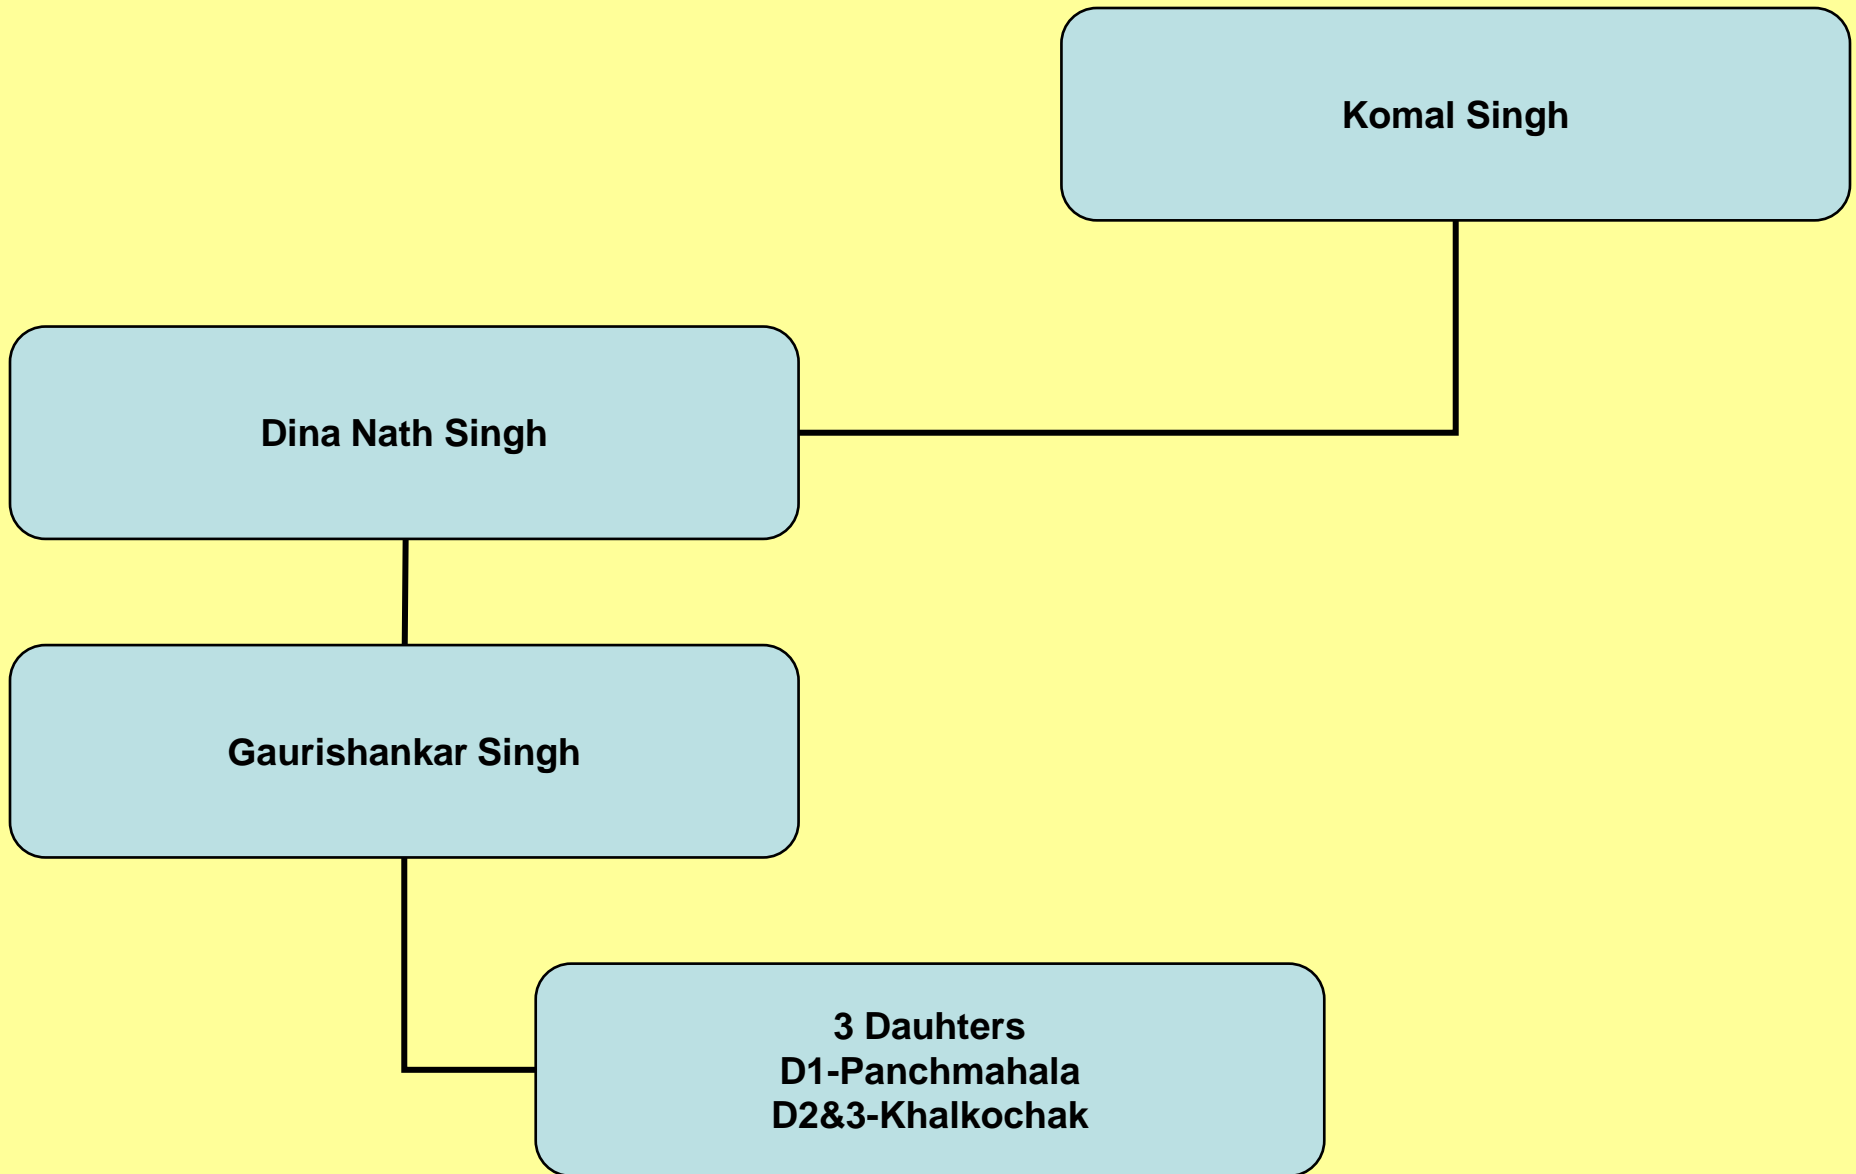 Komal Singh
Dina Nath Singh
Gaurishankar Singh
3 Dauhters
D1-Panchmahala
D2&3-Khalkochak